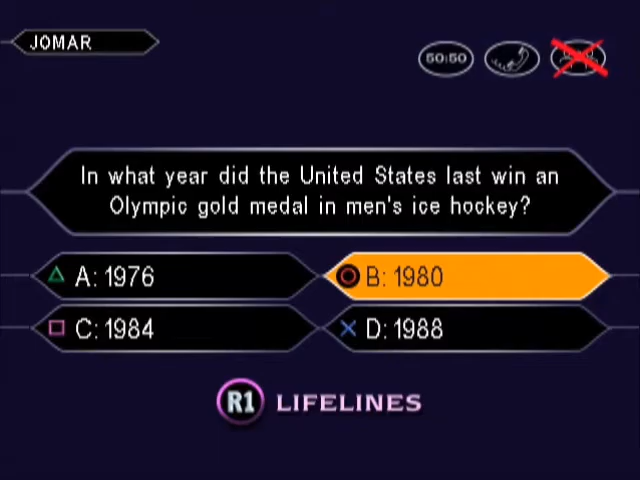 JOMAR
50:50
In what year did the United States last win an
Olympic gold medal in men's ice hockey?
A: 1976
B: 1980
C: 1984
D: 1988
R1 LIFELINES